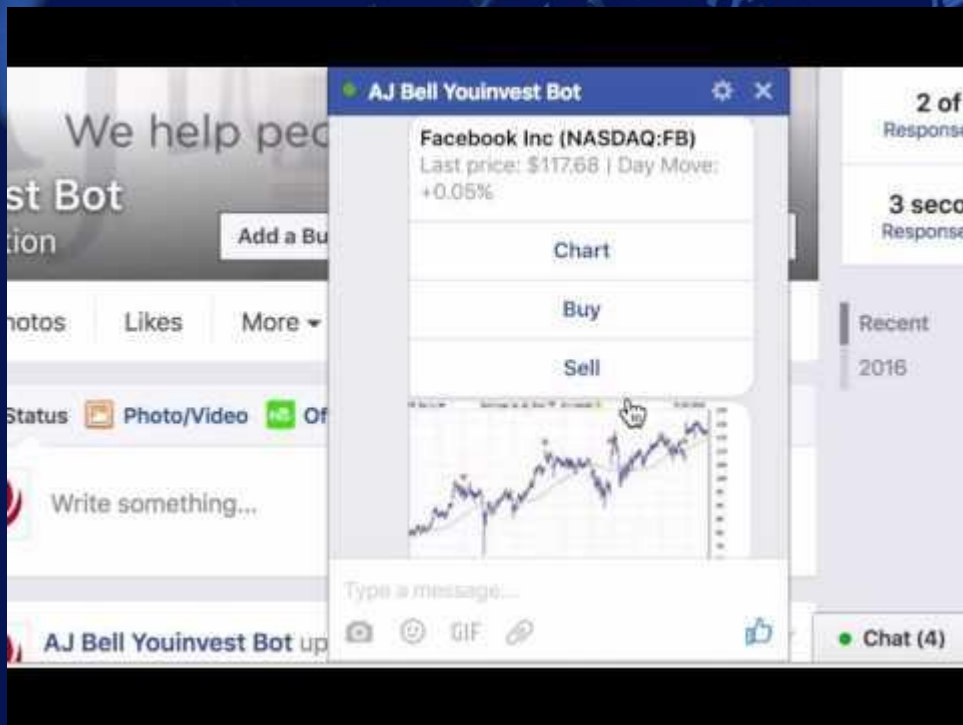 We help peo
st Bot
tion
Add a Bu
hotos
Likes
More
Status
Photo/Video
Of
Write something...
AJ Bell Youinvest Bot up
AJ Bell Youinvest Bot
Facebook Inc (NASDAQ:FB)
Last price: $117.68 | Day Move:
+0.05%
Chart
Buy
Sell
Type a message...
GIF
2 of
Response
3 seco
Response
Recent
2016
Chat (4)